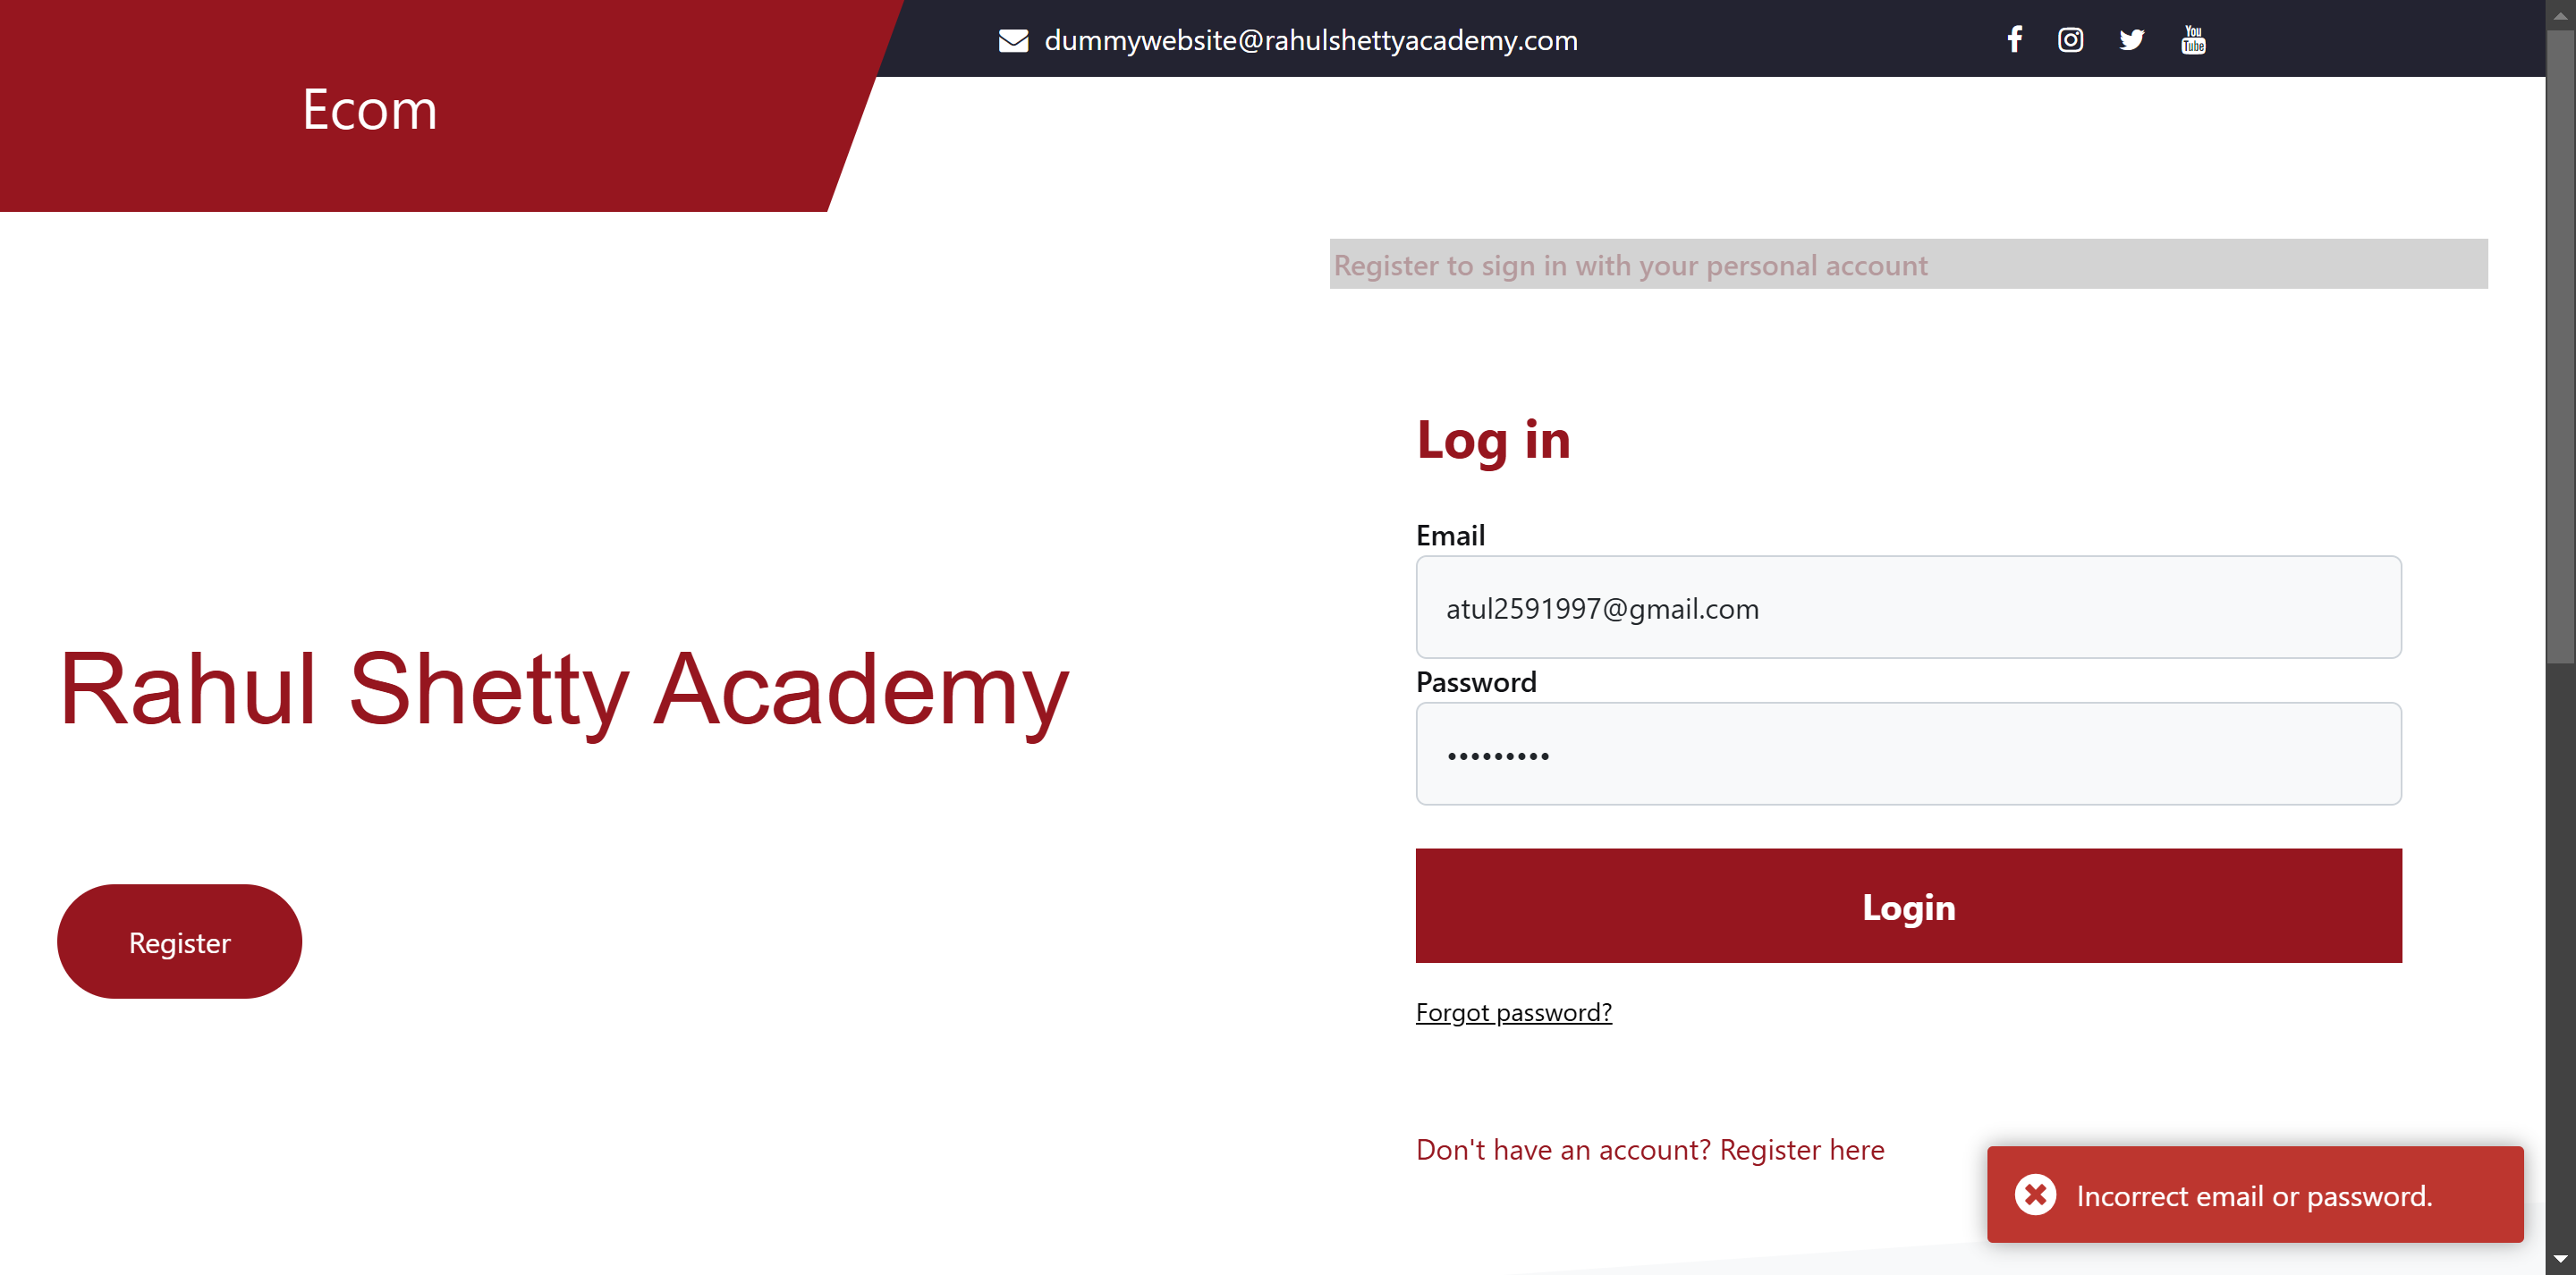 dummywebsite@rahulshettyacademy.com
You Tube
Ecom
Register to sign in with your personal account
Log in
Email
atul2591997@gmail.com
Password
•••••••••
Rahul Shetty Academy
Login
Register
Forgot password?
Don't have an account? Register here
Incorrect email or password.